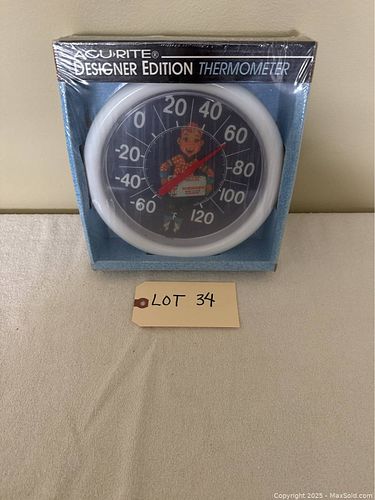 ACU·RITE®
DESIGNER EDITION THERMOMETER
20 40
0 60
-20 80
-40 100
-60 120
F
LOT 34
Copyright 2025 - MaxSold.com